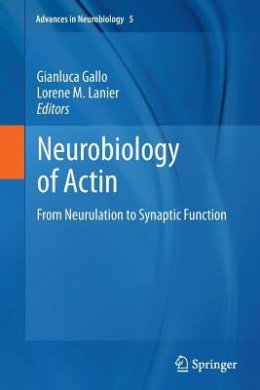 Advances in Neurobiology 5
Gianluca Gallo
Lorene M. Lanier
Editors
Neurobiology
of Actin
From Neurulation to Synaptic Function
Springer